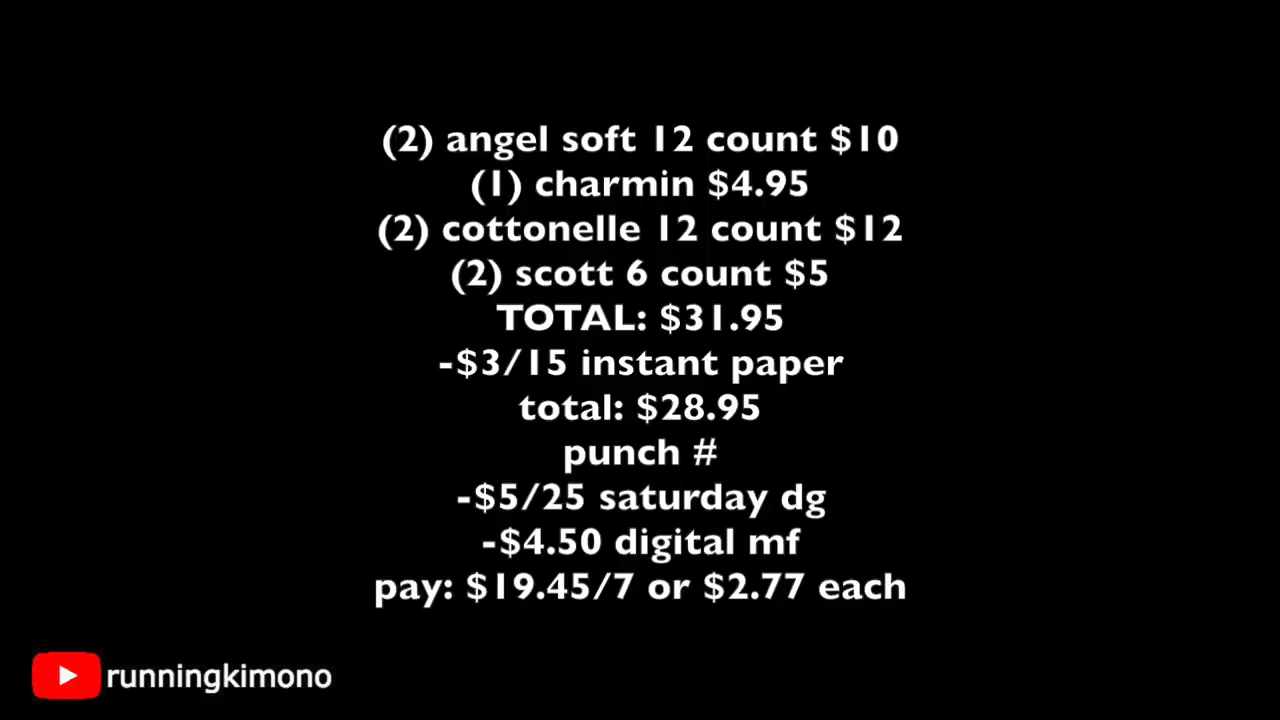 (2) angel soft 12 count $10
(1) charmin $4.95
(2) cottonelle 12 count $12
(2) scott 6 count $5
TOTAL: $31.95
-$3/15 instant paper
total: $28.95
punch #
-$5/25 saturday dg
-$4.50 digital mf
pay: $19.45/7 or $2.77 each
runningkimono